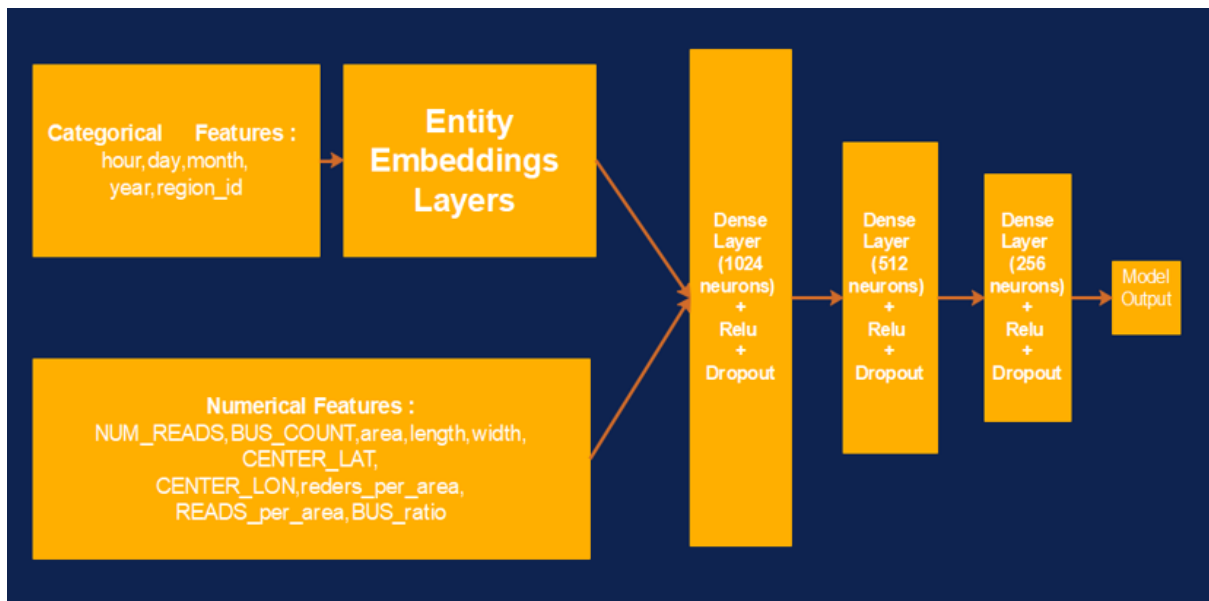 Categorical Features :
hour,day,month,
year,region_id
Entity
Embeddings
Layers
Numerical Features :
NUM_READS,BUS_COUNT,area,length,width,
CENTER_LAT,
CENTER_LON,reders_per_area,
READS_per_area,BUS_ratio
Dense
Layer
(1024
neurons)
+
Relu
+
Dropout
Dense
Layer
(512
neurons)
+
Relu
+
Dropout
Dense
Layer
(256
neurons)
+
Relu
+
Dropout
Model
Output